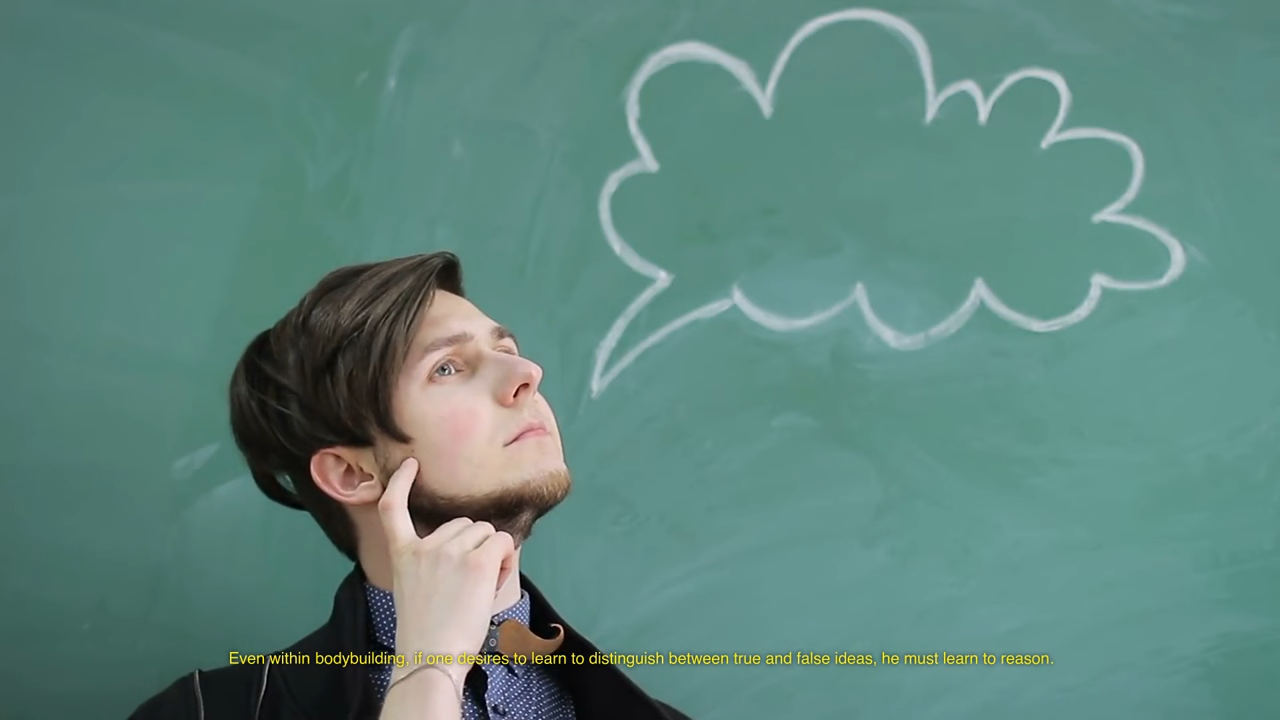 Even within bodybuilding, if one desires to learn to distinguish between true and false ideas, he must learn to reason.